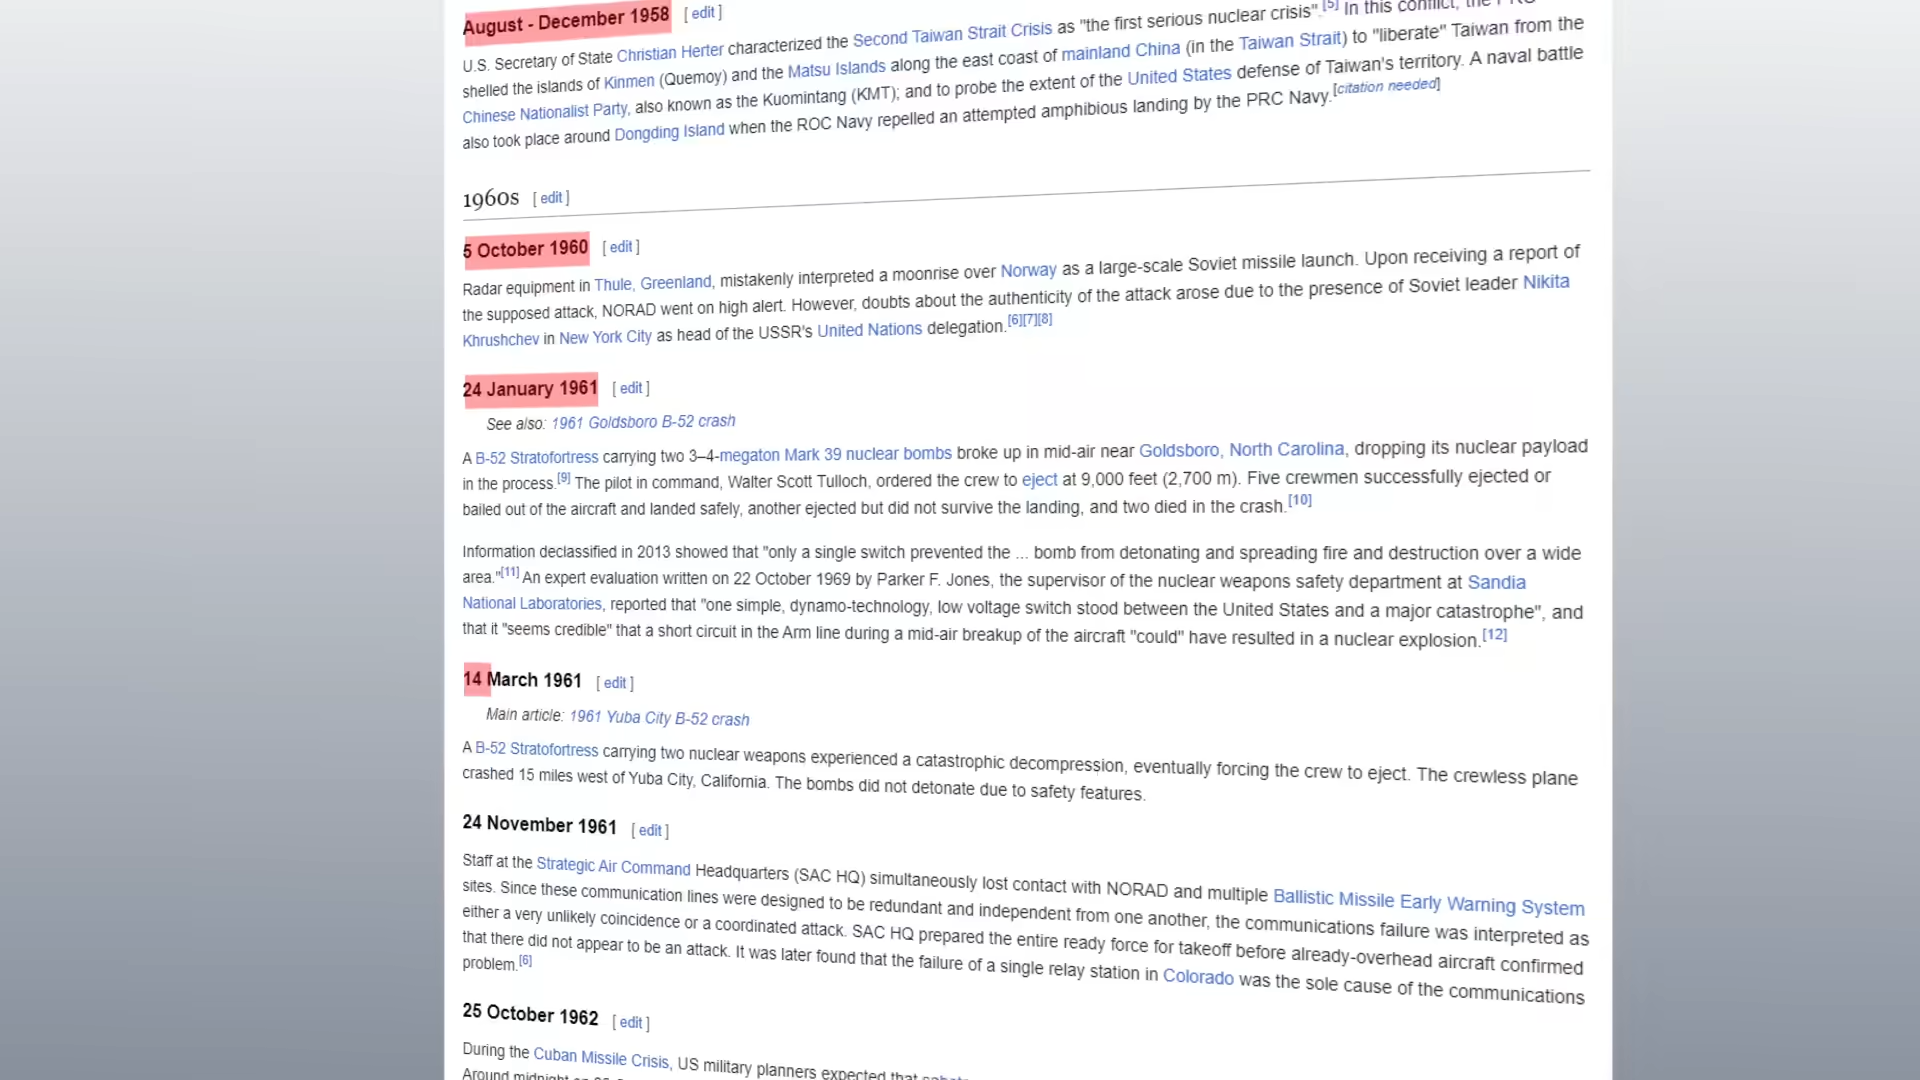 August - December 1958 [ edit ]
U.S. Secretary of State Christian Herter characterized the Second Taiwan Strait Crisis as "the first serious nuclear crisis".[5] In this conflict, the PRC
shelled the islands of Kinmen (Quemoy) and the Matsu Islands along the east coast of mainland China (in the Taiwan Strait) to "liberate" Taiwan from the
Chinese Nationalist Party, also known as the Kuomintang (KMT); and to probe the extent of the United States defense of Taiwan's territory. A naval battle
also took place around Dongding Island when the ROC Navy repelled an attempted amphibious landing by the PRC Navy.[citation needed]
1960s [ edit ]
5 October 1960 [ edit ]
Radar equipment in Thule, Greenland, mistakenly interpreted a moonrise over Norway as a large-scale Soviet missile launch. Upon receiving a report of
the supposed attack, NORAD went on high alert. However, doubts about the authenticity of the attack arose due to the presence of Soviet leader Nikita
Khrushchev in New York City as head of the USSR's United Nations delegation.[6][7][8]
24 January 1961 [ edit ]
See also: 1961 Goldsboro B-52 crash
A B-52 Stratofortress carrying two 3–4-megaton Mark 39 nuclear bombs broke up in mid-air near Goldsboro, North Carolina, dropping its nuclear payload
in the process.[9] The pilot in command, Walter Scott Tulloch, ordered the crew to eject at 9,000 feet (2,700 m). Five crewmen successfully ejected or
bailed out of the aircraft and landed safely, another ejected but did not survive the landing, and two died in the crash.[10]
Information declassified in 2013 showed that "only a single switch prevented the ... bomb from detonating and spreading fire and destruction over a wide
area."[11] An expert evaluation written on 22 October 1969 by Parker F. Jones, the supervisor of the nuclear weapons safety department at Sandia
National Laboratories, reported that "one simple, dynamo-technology, low voltage switch stood between the United States and a major catastrophe", and
that it "seems credible" that a short circuit in the Arm line during a mid-air breakup of the aircraft "could" have resulted in a nuclear explosion.[12]
14 March 1961 [ edit ]
Main article: 1961 Yuba City B-52 crash
A B-52 Stratofortress carrying two nuclear weapons experienced a catastrophic decompression, eventually forcing the crew to eject. The crewless plane
crashed 15 miles west of Yuba City, California. The bombs did not detonate due to safety features.
24 November 1961 [ edit ]
Staff at the Strategic Air Command Headquarters (SAC HQ) simultaneously lost contact with NORAD and multiple Ballistic Missile Early Warning System
sites. Since these communication lines were designed to be redundant and independent from one another, the communications failure was interpreted as
either a very unlikely coincidence or a coordinated attack. SAC HQ prepared the entire ready force for takeoff before already-overhead aircraft confirmed
that there did not appear to be an attack. It was later found that the failure of a single relay station in Colorado was the sole cause of the communications
problem.[6]
25 October 1962 [ edit ]
During the Cuban Missile Crisis, US military planners expected that
Around midnight on